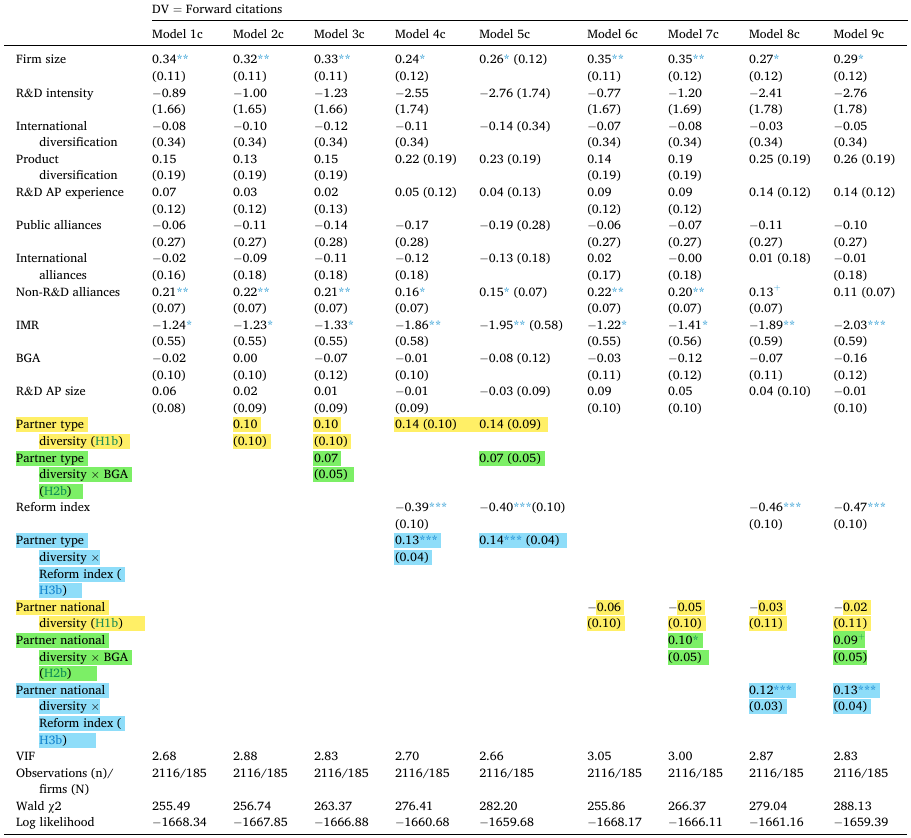 DV = Forward citations
Model 1c Model 2c Model 3c Model 4c Model 5c Model 6c Model 7c Model 8c Model 9c
Firm size 0.34** 0.32** 0.33** 0.24* 0.26* (0.12) 0.35** 0.35** 0.27* 0.29*
(0.11) (0.11) (0.11) (0.12) (0.11) (0.12) (0.12) (0.12)
R&D intensity −0.89 −1.00 −1.23 −2.55 −2.76 (1.74) −0.77 −1.20 −2.41 −2.76
(1.66) (1.65) (1.66) (1.74) (1.67) (1.69) (1.78) (1.78)
International −0.08 −0.10 −0.12 −0.11 −0.14 (0.34) −0.07 −0.08 −0.03 −0.05
diversification (0.34) (0.34) (0.34) (0.34) (0.34) (0.34) (0.34) (0.34)
Product 0.15 0.13 0.15 0.22 (0.19) 0.23 (0.19) 0.14 0.19 0.25 (0.19) 0.26 (0.19)
diversification (0.19) (0.19) (0.19) (0.19) (0.19)
R&D AP experience 0.07 0.03 0.02 0.05 (0.12) 0.04 (0.13) 0.09 0.09 0.14 (0.12) 0.14 (0.12)
(0.12) (0.12) (0.13) (0.12) (0.12)
Public alliances −0.06 −0.11 −0.14 −0.17 −0.19 (0.28) −0.06 −0.07 −0.11 −0.10
(0.27) (0.27) (0.28) (0.28) (0.27) (0.27) (0.27) (0.27)
International −0.02 −0.09 −0.11 −0.12 −0.13 (0.18) 0.02 −0.00 0.01 (0.18) −0.01
alliances (0.16) (0.18) (0.18) (0.18) (0.17) (0.18) (0.18)
Non-R&D alliances 0.21** 0.22** 0.21** 0.16* 0.15* (0.07) 0.22** 0.20** 0.13+ 0.11 (0.07)
(0.07) (0.07) (0.07) (0.07) (0.07) (0.07) (0.07)
IMR −1.24* −1.23* −1.33* −1.86** −1.95** (0.58) −1.22* −1.41* −1.89** −2.03***
(0.55) (0.55) (0.55) (0.58) (0.55) (0.56) (0.59) (0.59)
BGA −0.02 0.00 −0.07 −0.01 −0.08 (0.12) −0.03 −0.12 −0.07 −0.16
(0.10) (0.10) (0.12) (0.10) (0.11) (0.12) (0.11) (0.12)
R&D AP size 0.06 0.02 0.01 −0.01 −0.03 (0.09) 0.09 0.05 0.04 (0.10) −0.01
(0.08) (0.09) (0.09) (0.09) (0.10) (0.10) (0.10)
Partner type 0.10 0.10 0.14 (0.10) 0.14 (0.09)
diversity (H1b) (0.10) (0.10)
Partner type 0.07 0.07 (0.05)
diversity × BGA (0.05)
(H2b)
Reform index −0.39*** −0.40***(0.10) −0.46*** −0.47***
(0.10) (0.10) (0.10)
Partner type 0.13*** 0.14*** (0.04)
diversity × (0.04)
Reform index (
H3b)
Partner national −0.06 −0.05 −0.03 −0.02
diversity (H1b) (0.10) (0.10) (0.11) (0.11)
Partner national 0.10* 0.09+
diversity × BGA (0.05) (0.05)
(H2b)
Partner national 0.12*** 0.13***
diversity × (0.03) (0.04)
Reform index (
H3b)
VIF 2.68 2.88 2.83 2.70 2.66 3.05 3.00 2.87 2.83
Observations (n)/ 2116/185 2116/185 2116/185 2116/185 2116/185 2116/185 2116/185 2116/185 2116/185
firms (N)
Wald χ2 255.49 256.74 263.37 276.41 282.20 255.86 266.37 279.04 288.13
Log likelihood −1668.34 −1667.85 −1666.88 −1660.68 −1659.68 −1668.17 −1666.11 −1661.16 −1659.39